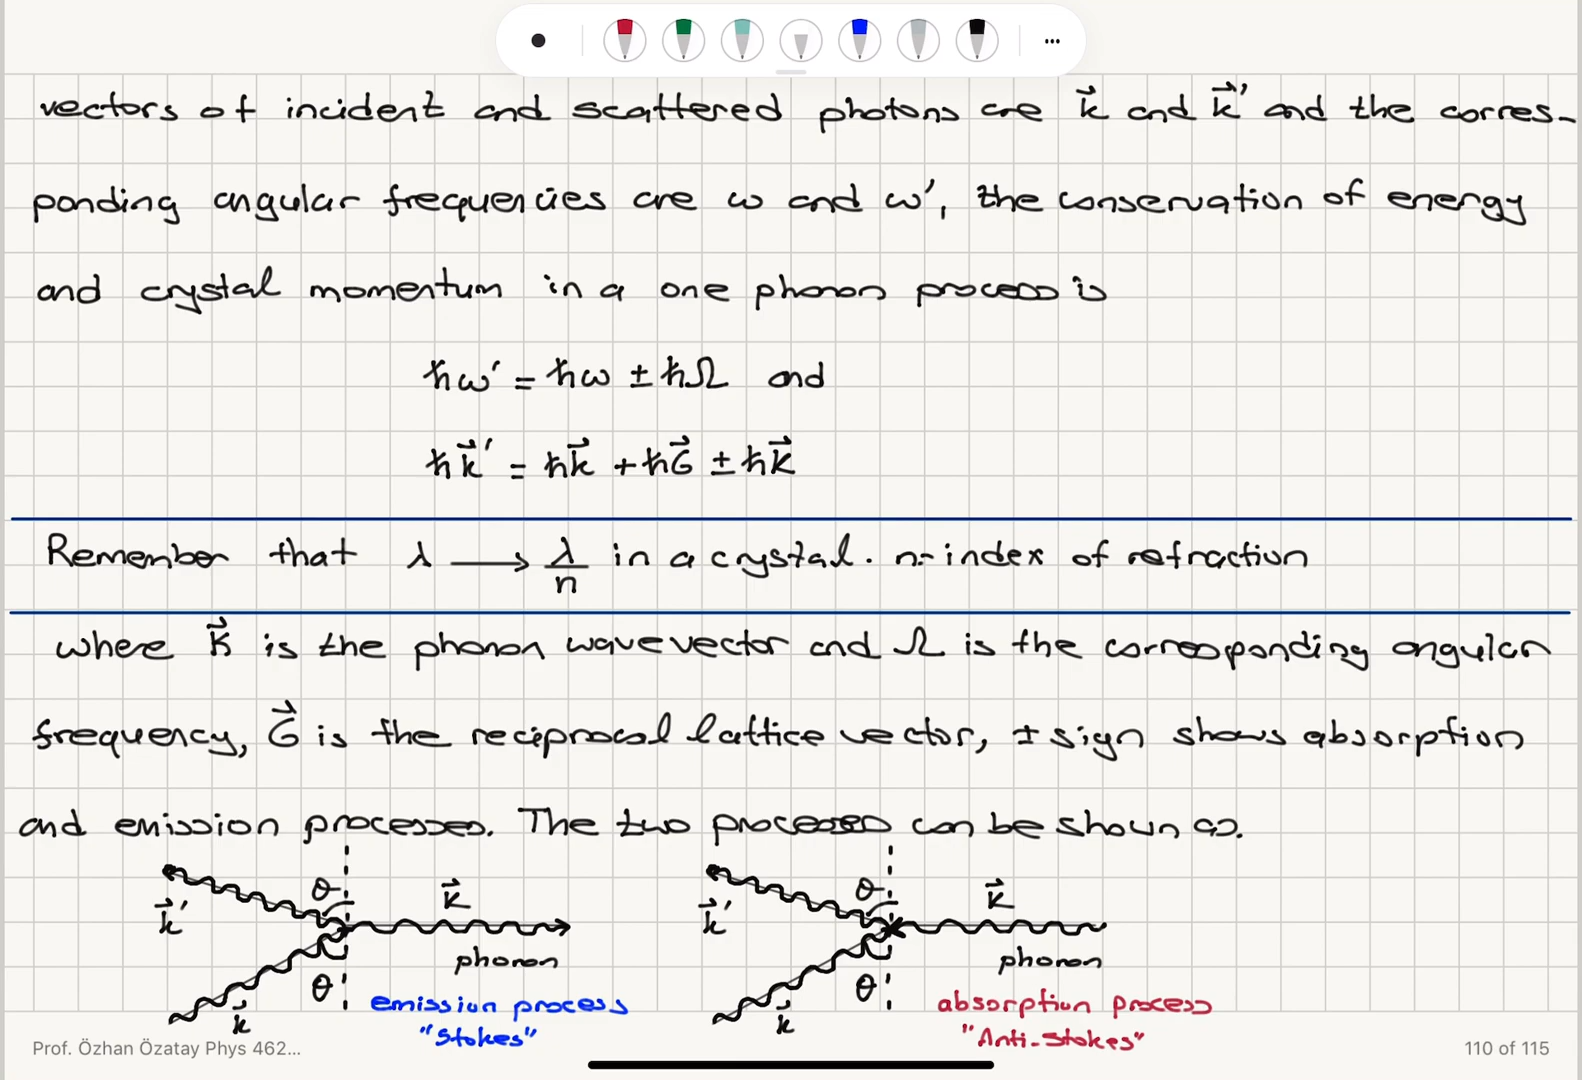 vectors of incident and scattered photons are k⃗ and k⃗' and the corres-
ponding angular frequencies are ω and ω', the conservation of energy
and crystal momentum in a one phonon process is
ħω' = ħω ± ħΩ and
ħk⃗' = ħk⃗ + ħG⃗ ± ħK⃗
Remember that λ → λ/n in a crystal. n:- index of refraction
where K⃗ is the phonon wavevector and Ω is the corresponding angular
frequency, G⃗ is the reciprocal lattice vector, ± sign shows absorption
and emission processes. The two processes can be shown as.
θ K⃗ θ K⃗
k⃗' k⃗'
phonon phonon
θ θ
k⃗ emission process k⃗ absorption process
"Stokes" "Anti-Stokes"
Prof. Özhan Özatay Phys 462... 110 of 115